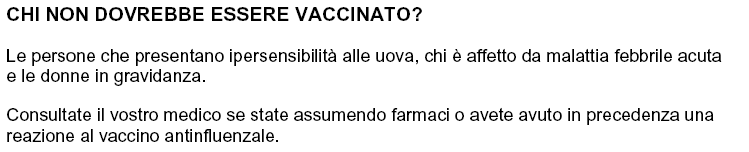 CHI NON DOVREBBE ESSERE VACCINATO?
Le persone che presentano ipersensibilità alle uova, chi è affetto da malattia febbrile acuta
e le donne in gravidanza.
Consultate il vostro medico se state assumendo farmaci o avete avuto in precedenza una
reazione al vaccino antinfluenzale.